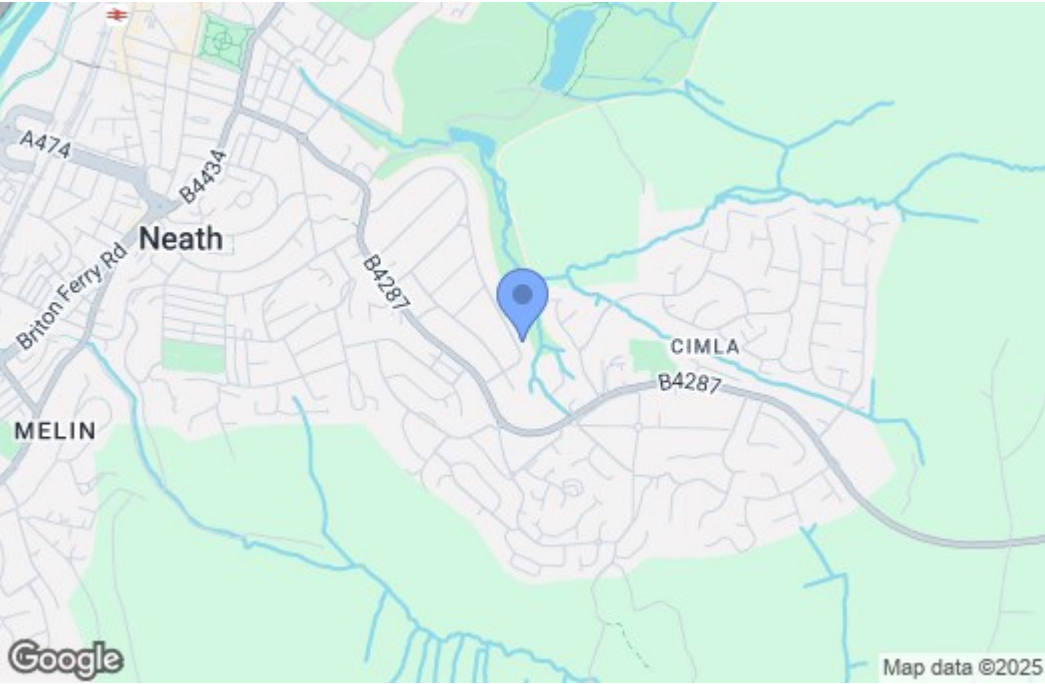 A474
B4434
Neath
Briton Ferry Rd
B4287
CIMLA
B4287
MELIN
Google
Map data ©2025